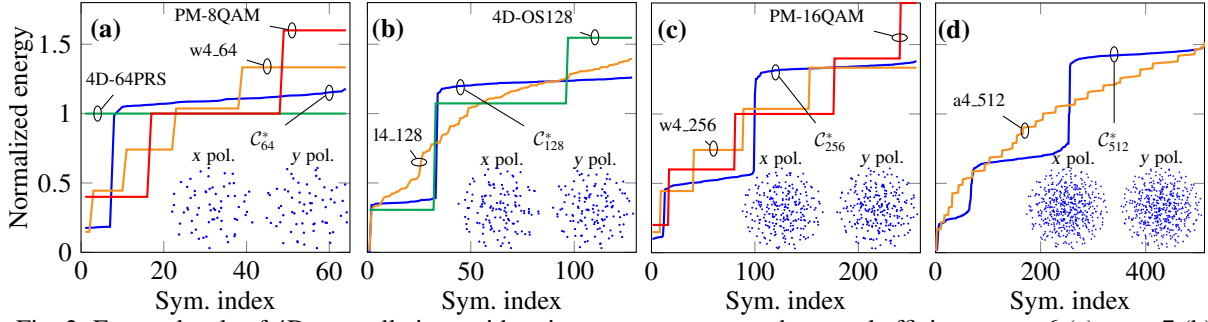 Normalized energy
1.5
1
0.5
0
(a)
PM-8QAM
w4_64
4D-64PRS
C*64
x pol.
y pol.
0
20
40
60
Sym. index
(b)
4D-OS128
l4_128
C*128
x pol.
y pol.
0
50
100
Sym. index
(c)
PM-16QAM
w4_256
C*256
x pol.
y pol.
0
100
200
Sym. index
(d)
a4_512
C*512
x pol.
y pol.
0
200
400
Sym. index